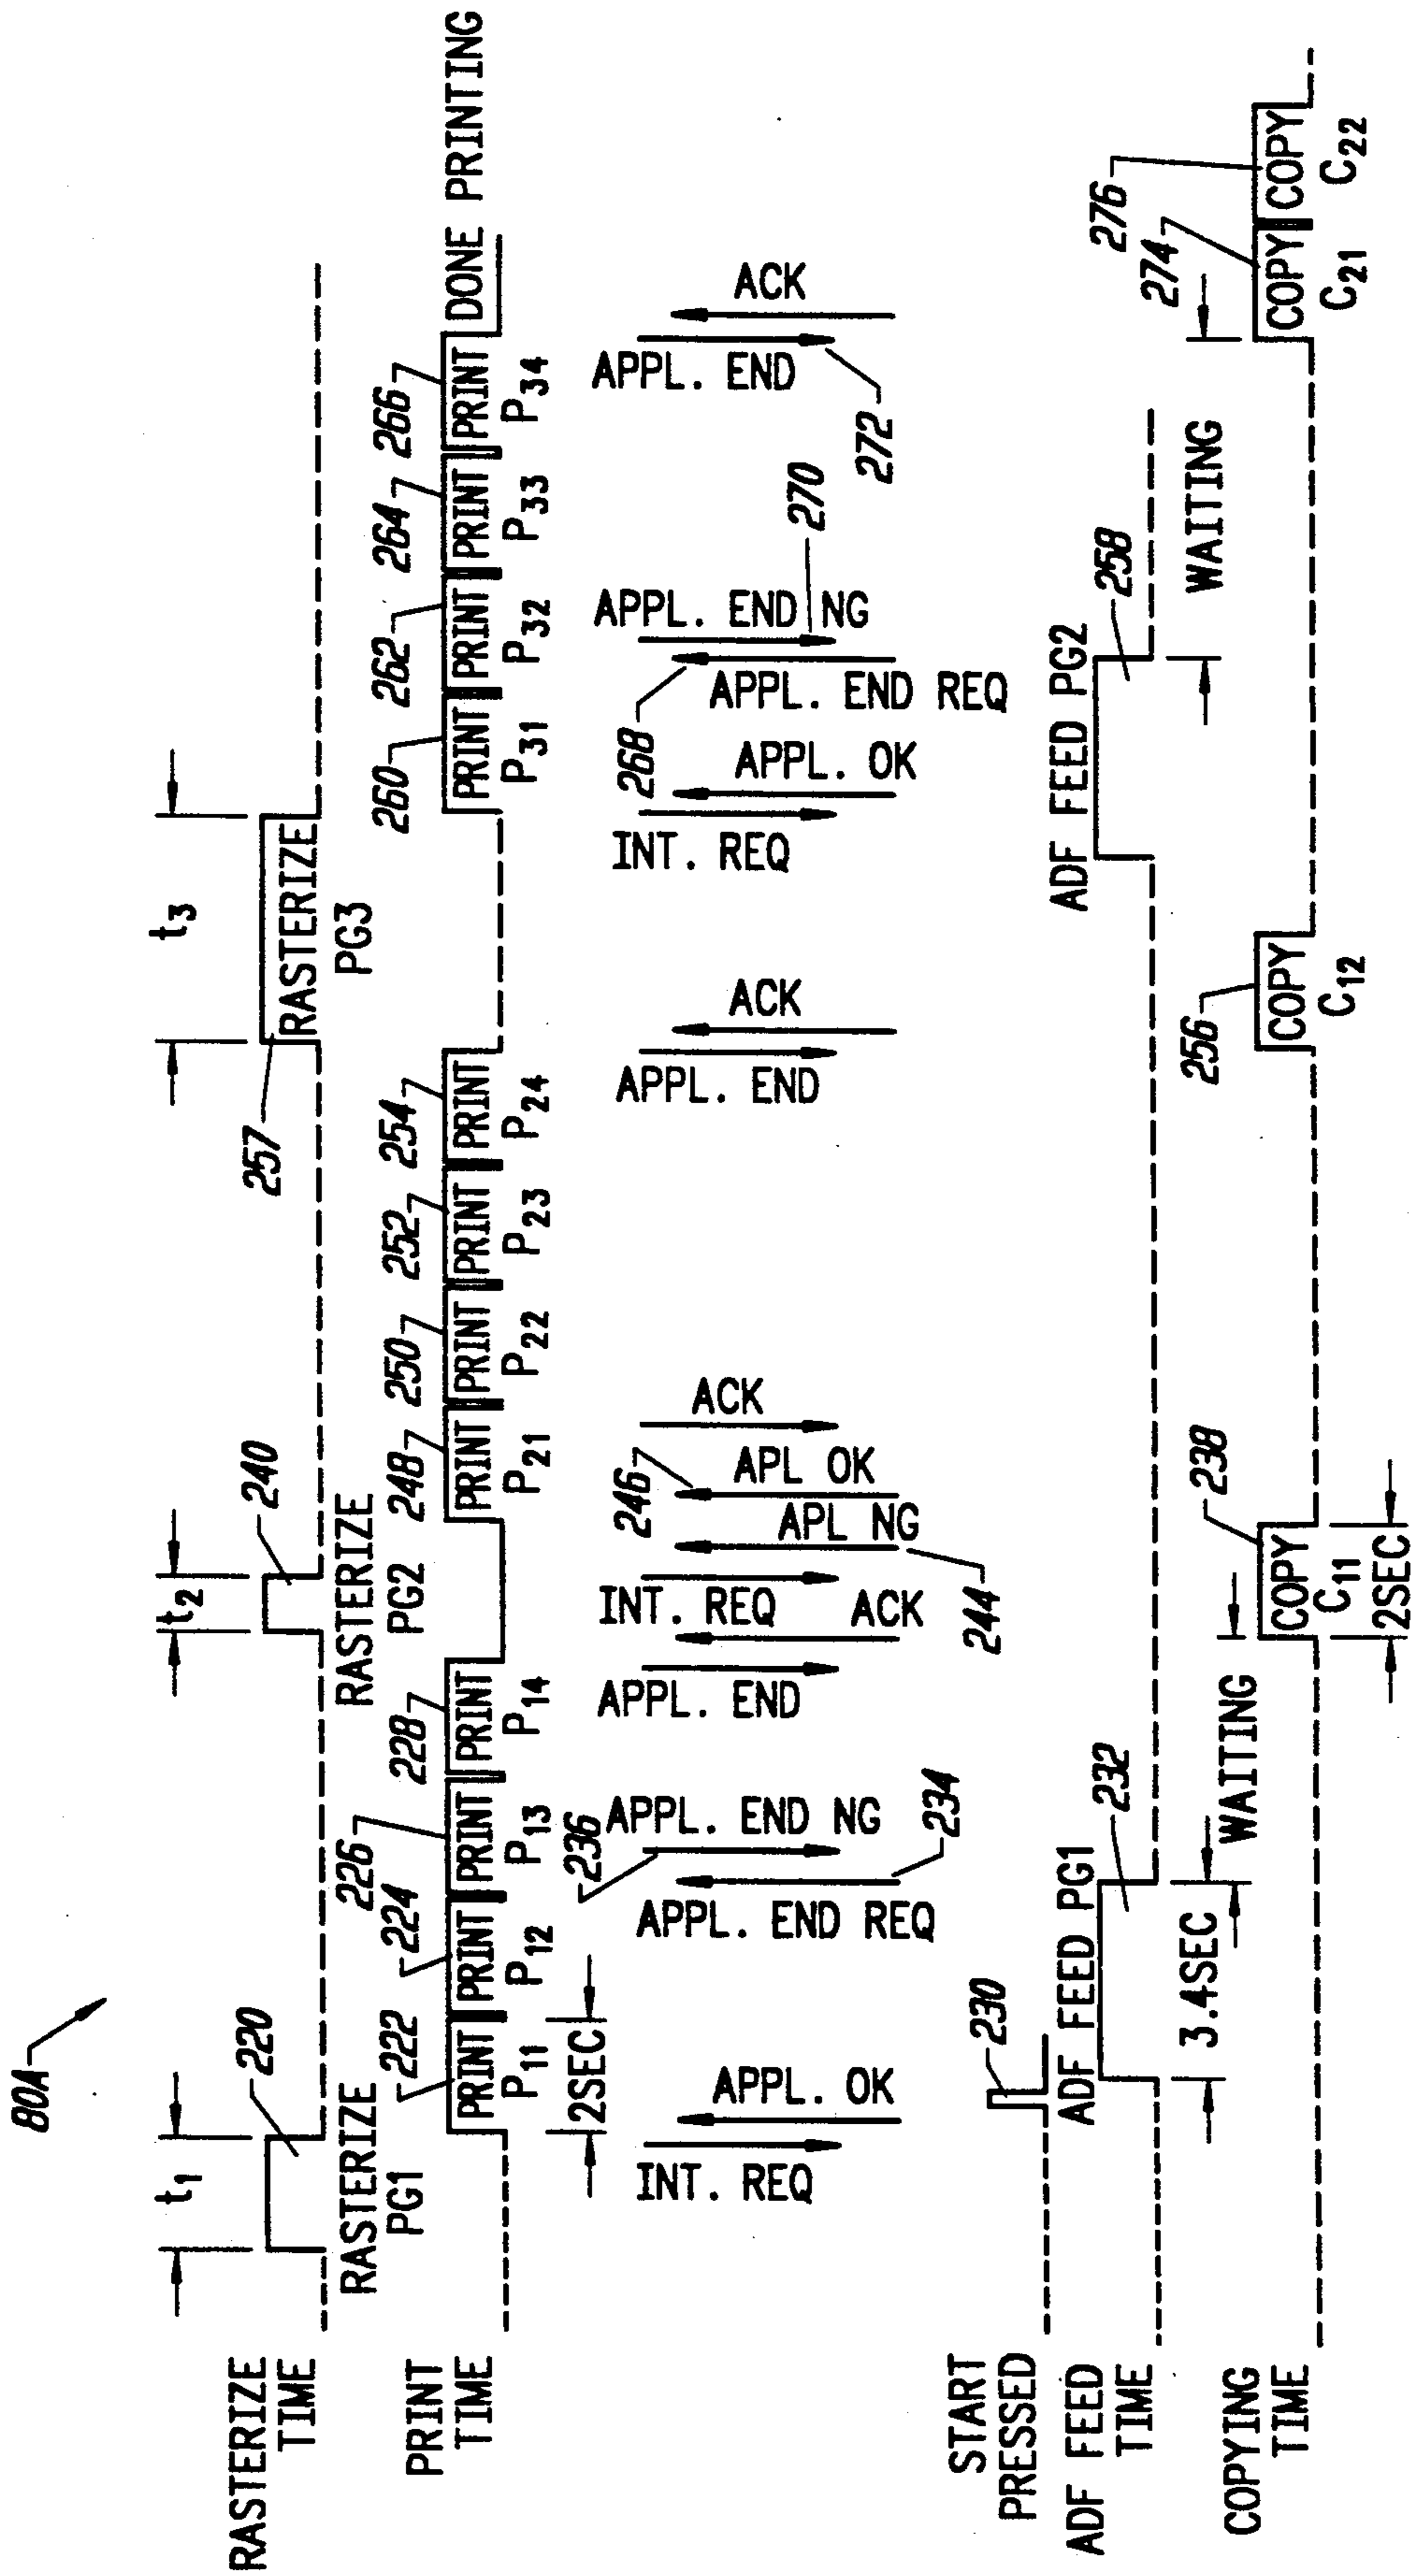 80A
RASTERIZE
TIME
t1
220
RASTERIZE
PG1
t2
240
RASTERIZE
PG2
257
t3
RASTERIZE
PG3
PRINT
TIME
222
PRINT
P11
2SEC
224
PRINT
P12
226
PRINT
P13
228
PRINT
P14
248
PRINT
P21
250
PRINT
P22
252
PRINT
P23
254
PRINT
P24
260
PRINT
P31
262
PRINT
P32
264
PRINT
P33
266
PRINT
P34
DONE PRINTING
INT. REQ
APPL. OK
236
APPL. END NG
APPL. END REQ
234
APPL. END
ACK
INT. REQ
APL NG
244
246
APL OK
ACK
APPL. END
ACK
INT. REQ
APPL. OK
268
APPL. END REQ
APPL. END NG
270
APPL. END
272
ACK
START
PRESSED
230
ADF FEED
TIME
ADF FEED PG1
232
3.4SEC
ADF FEED PG2
258
COPYING
TIME
WAITING
238
COPY
C11
2SEC
256
COPY
C12
WAITING
274
COPY
C21
276
COPY
C22